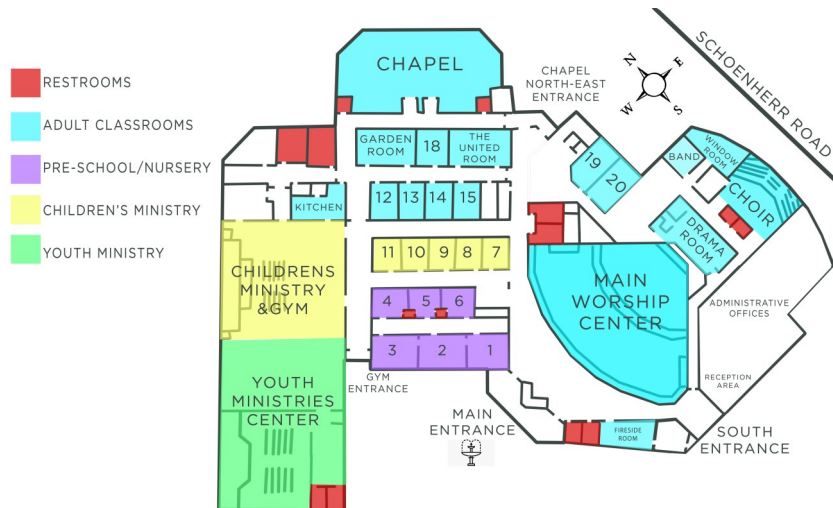 RESTROOMS
ADULT CLASSROOMS
PRE-SCHOOL/NURSERY
CHILDREN'S MINISTRY
YOUTH MINISTRY
CHAPEL
CHAPEL
NORTH-EAST
ENTRANCE
N
E
W
S
SCHOENHERR ROAD
GARDEN
ROOM
18
THE
UNITED
ROOM
19
20
BAND
WINDOW
ROOM
CHOIR
DRAMA
ROOM
KITCHEN
12
13
14
15
CHILDRENS
MINISTRY
&GYM
11
10
9
8
7
4
5
6
3
2
1
MAIN
WORSHIP
CENTER
ADMINISTRATIVE
OFFICES
RECEPTION
AREA
GYM
ENTRANCE
YOUTH
MINISTRIES
CENTER
MAIN
ENTRANCE
FIRESIDE
ROOM
SOUTH
ENTRANCE